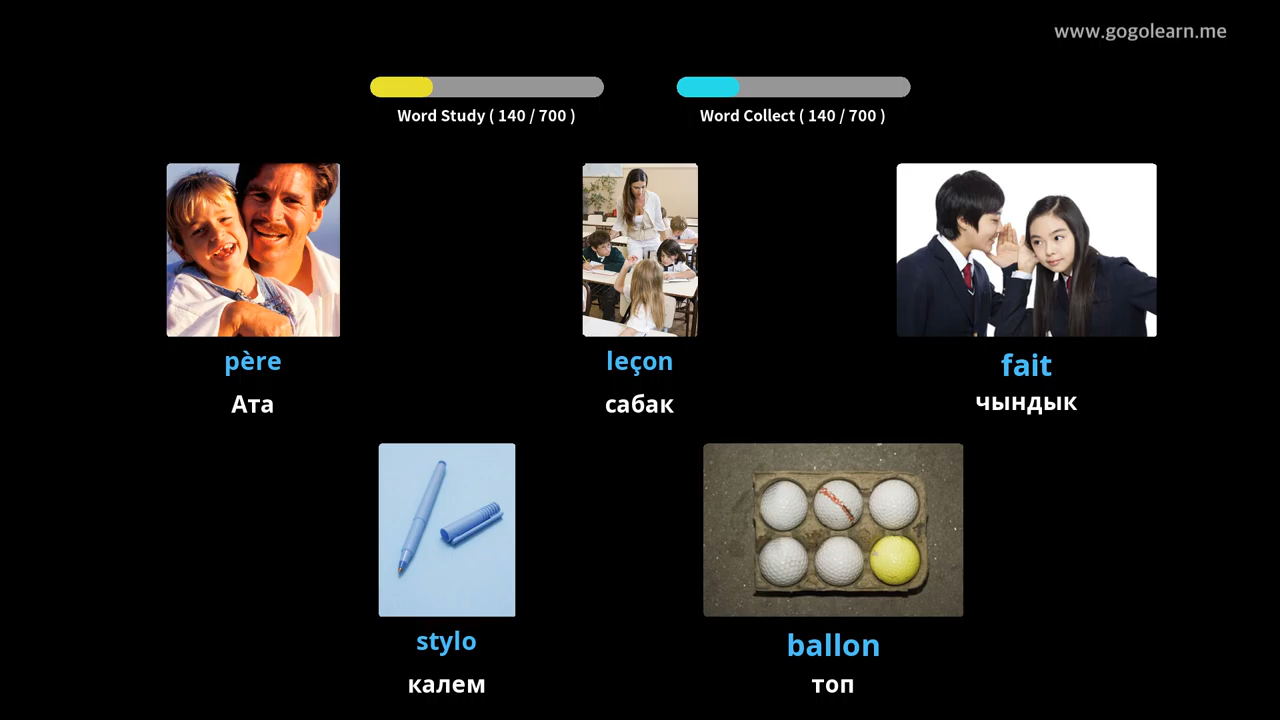 www.gogolearn.me
Word Study ( 140 / 700 )
Word Collect ( 140 / 700 )
père
Ата
leçon
сабак
fait
чындык
stylo
калем
ballon
топ